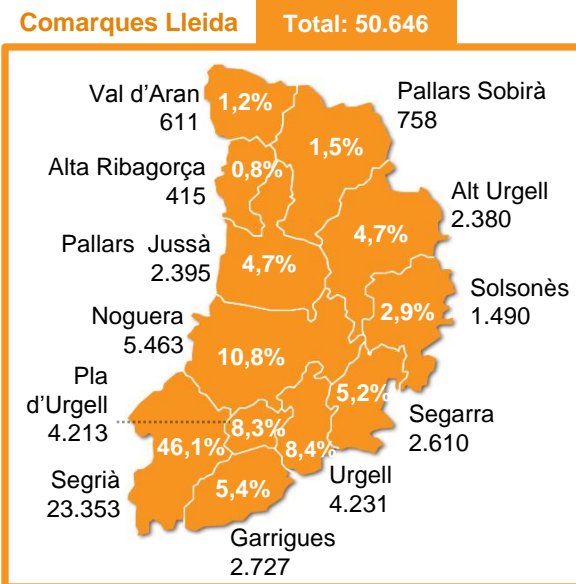 Comarques Lleida
Total: 50.646
Val d'Aran
611
1,2%
Pallars Sobirà
758
1,5%
Alta Ribagorça
415
0,8%
Alt Urgell
2.380
4,7%
Pallars Jussà
2.395
4,7%
Solsonès
1.490
2,9%
Noguera
5.463
10,8%
Pla
d'Urgell
4.213
8,3%
5,2%
Segarra
2.610
46,1%
Segrià
23.353
8,4%
Urgell
4.231
5,4%
Garrigues
2.727